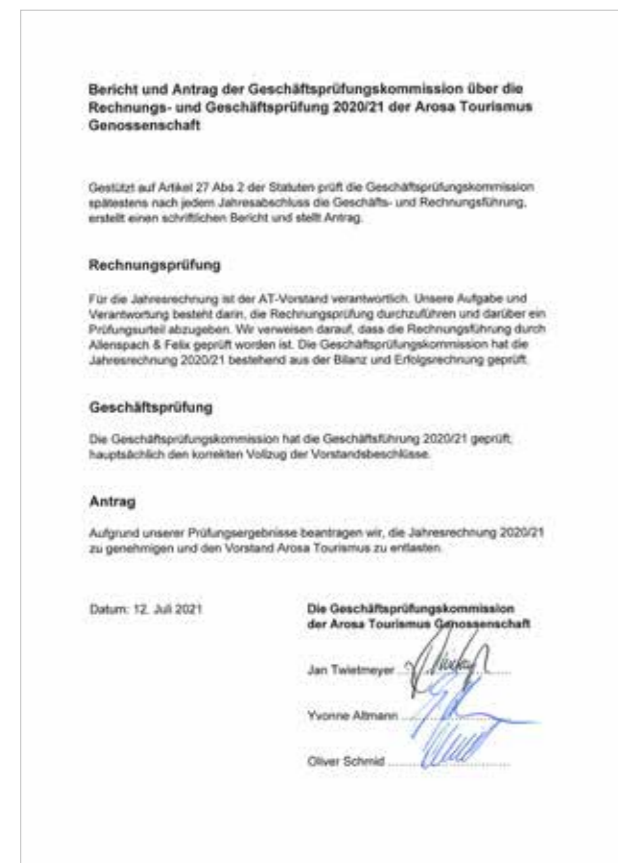 Bericht und Antrag der Geschäftsprüfungskommission über die
Rechnungs- und Geschäftsprüfung 2020/21 der Arosa Tourismus
Genossenschaft
Gestützt auf Artikel 27 Abs 2 der Statuten prüft die Geschäftsprüfungskommission
spätestens nach jedem Jahresabschluss die Geschäfts- und Rechnungsführung,
erstellt einen schriftlichen Bericht und stellt Antrag.
Rechnungsprüfung
Für die Jahresrechnung ist der AT-Vorstand verantwortlich. Unsere Aufgabe und
Verantwortung besteht darin, die Rechnungsprüfung durchzuführen und darüber ein
Prüfungsurteil abzugeben. Wir verweisen darauf, dass die Rechnungsführung durch
Allenspach & Felix geprüft worden ist. Die Geschäftsprüfungskommission hat die
Jahresrechnung 2020/21 bestehend aus der Bilanz und Erfolgsrechnung geprüft.
Geschäftsprüfung
Die Geschäftsprüfungskommission hat die Geschäftsführung 2020/21 geprüft,
hauptsächlich den korrekten Vollzug der Vorstandsbeschlüsse.
Antrag
Aufgrund unserer Prüfungsergebnisse beantragen wir, die Jahresrechnung 2020/21
zu genehmigen und den Vorstand Arosa Tourismus zu entlasten.
Datum: 12. Juli 2021
Die Geschäftsprüfungskommission
der Arosa Tourismus Genossenschaft
Jan Twietmeyer
Yvonne Altmann
Oliver Schmid